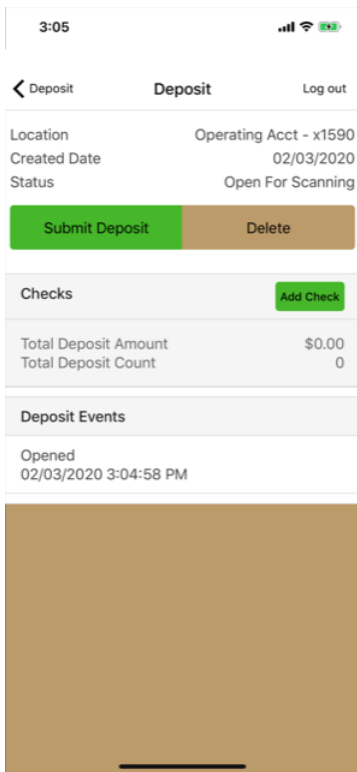 3:05
Deposit Deposit Log out
Location Operating Acct - x1590
Created Date 02/03/2020
Status Open For Scanning
Submit Deposit Delete
Checks Add Check
Total Deposit Amount $0.00
Total Deposit Count 0
Deposit Events
Opened
02/03/2020 3:04:58 PM